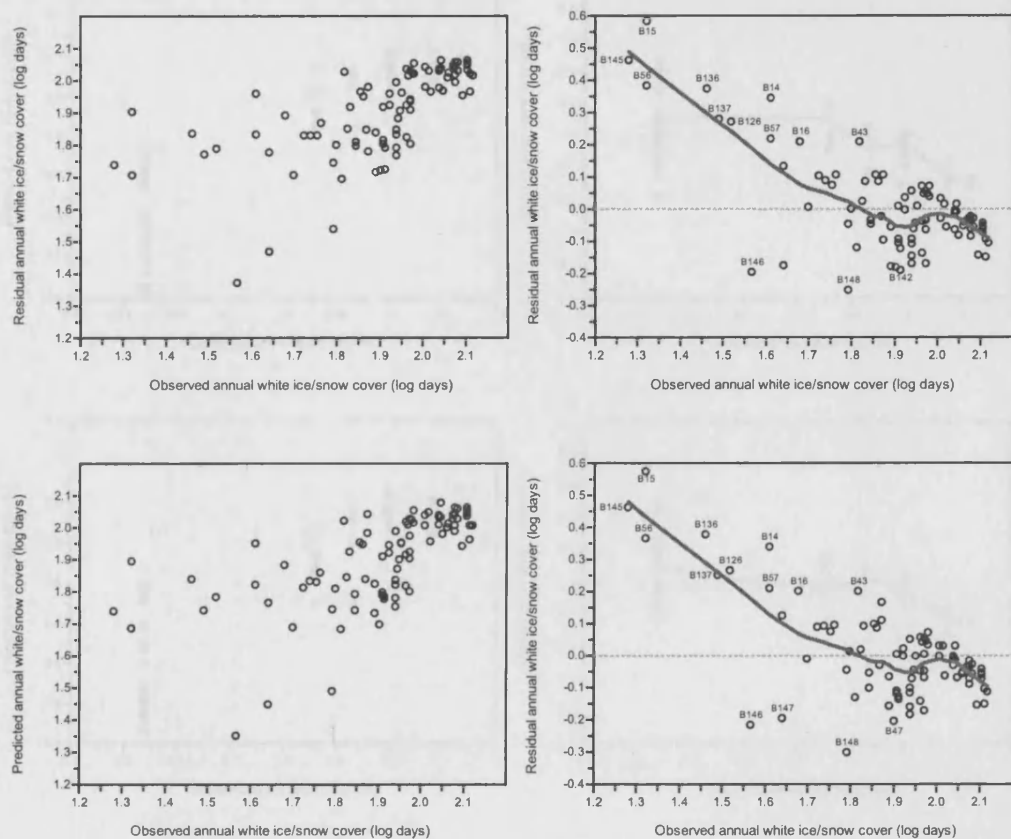 Residual annual white ice/snow cover (log days)
2.1
2.0
1.9
1.8
1.7
1.6
1.5
1.4
1.3
1.2
1.2 1.3 1.4 1.5 1.6 1.7 1.8 1.9 2.0 2.1
Observed annual white ice/snow cover (log days)
Residual annual white ice/snow cover (log days)
0.6
0.5
0.4
0.3
0.2
0.1
0.0
-0.1
-0.2
-0.3
-0.4
B15
B145
B56
B136
B14
B137
B126
B57
B16
B43
B146
B148
B142
1.2 1.3 1.4 1.5 1.6 1.7 1.8 1.9 2.0 2.1
Observed annual white ice/snow cover (log days)
Predicted annual white/snow cover (log days)
2.1
2.0
1.9
1.8
1.7
1.6
1.5
1.4
1.3
1.2
1.2 1.3 1.4 1.5 1.6 1.7 1.8 1.9 2.0 2.1
Observed annual white ice/snow cover (log days)
Residual annual white ice/snow cover (log days)
0.6
0.5
0.4
0.3
0.2
0.1
0.0
-0.1
-0.2
-0.3
-0.4
B15
B145
B56
B136
B14
B137
B126
B57
B16
B43
B146
B147
B148
B47
1.2 1.3 1.4 1.5 1.6 1.7 1.8 1.9 2.0 2.1
Observed annual white ice/snow cover (log days)